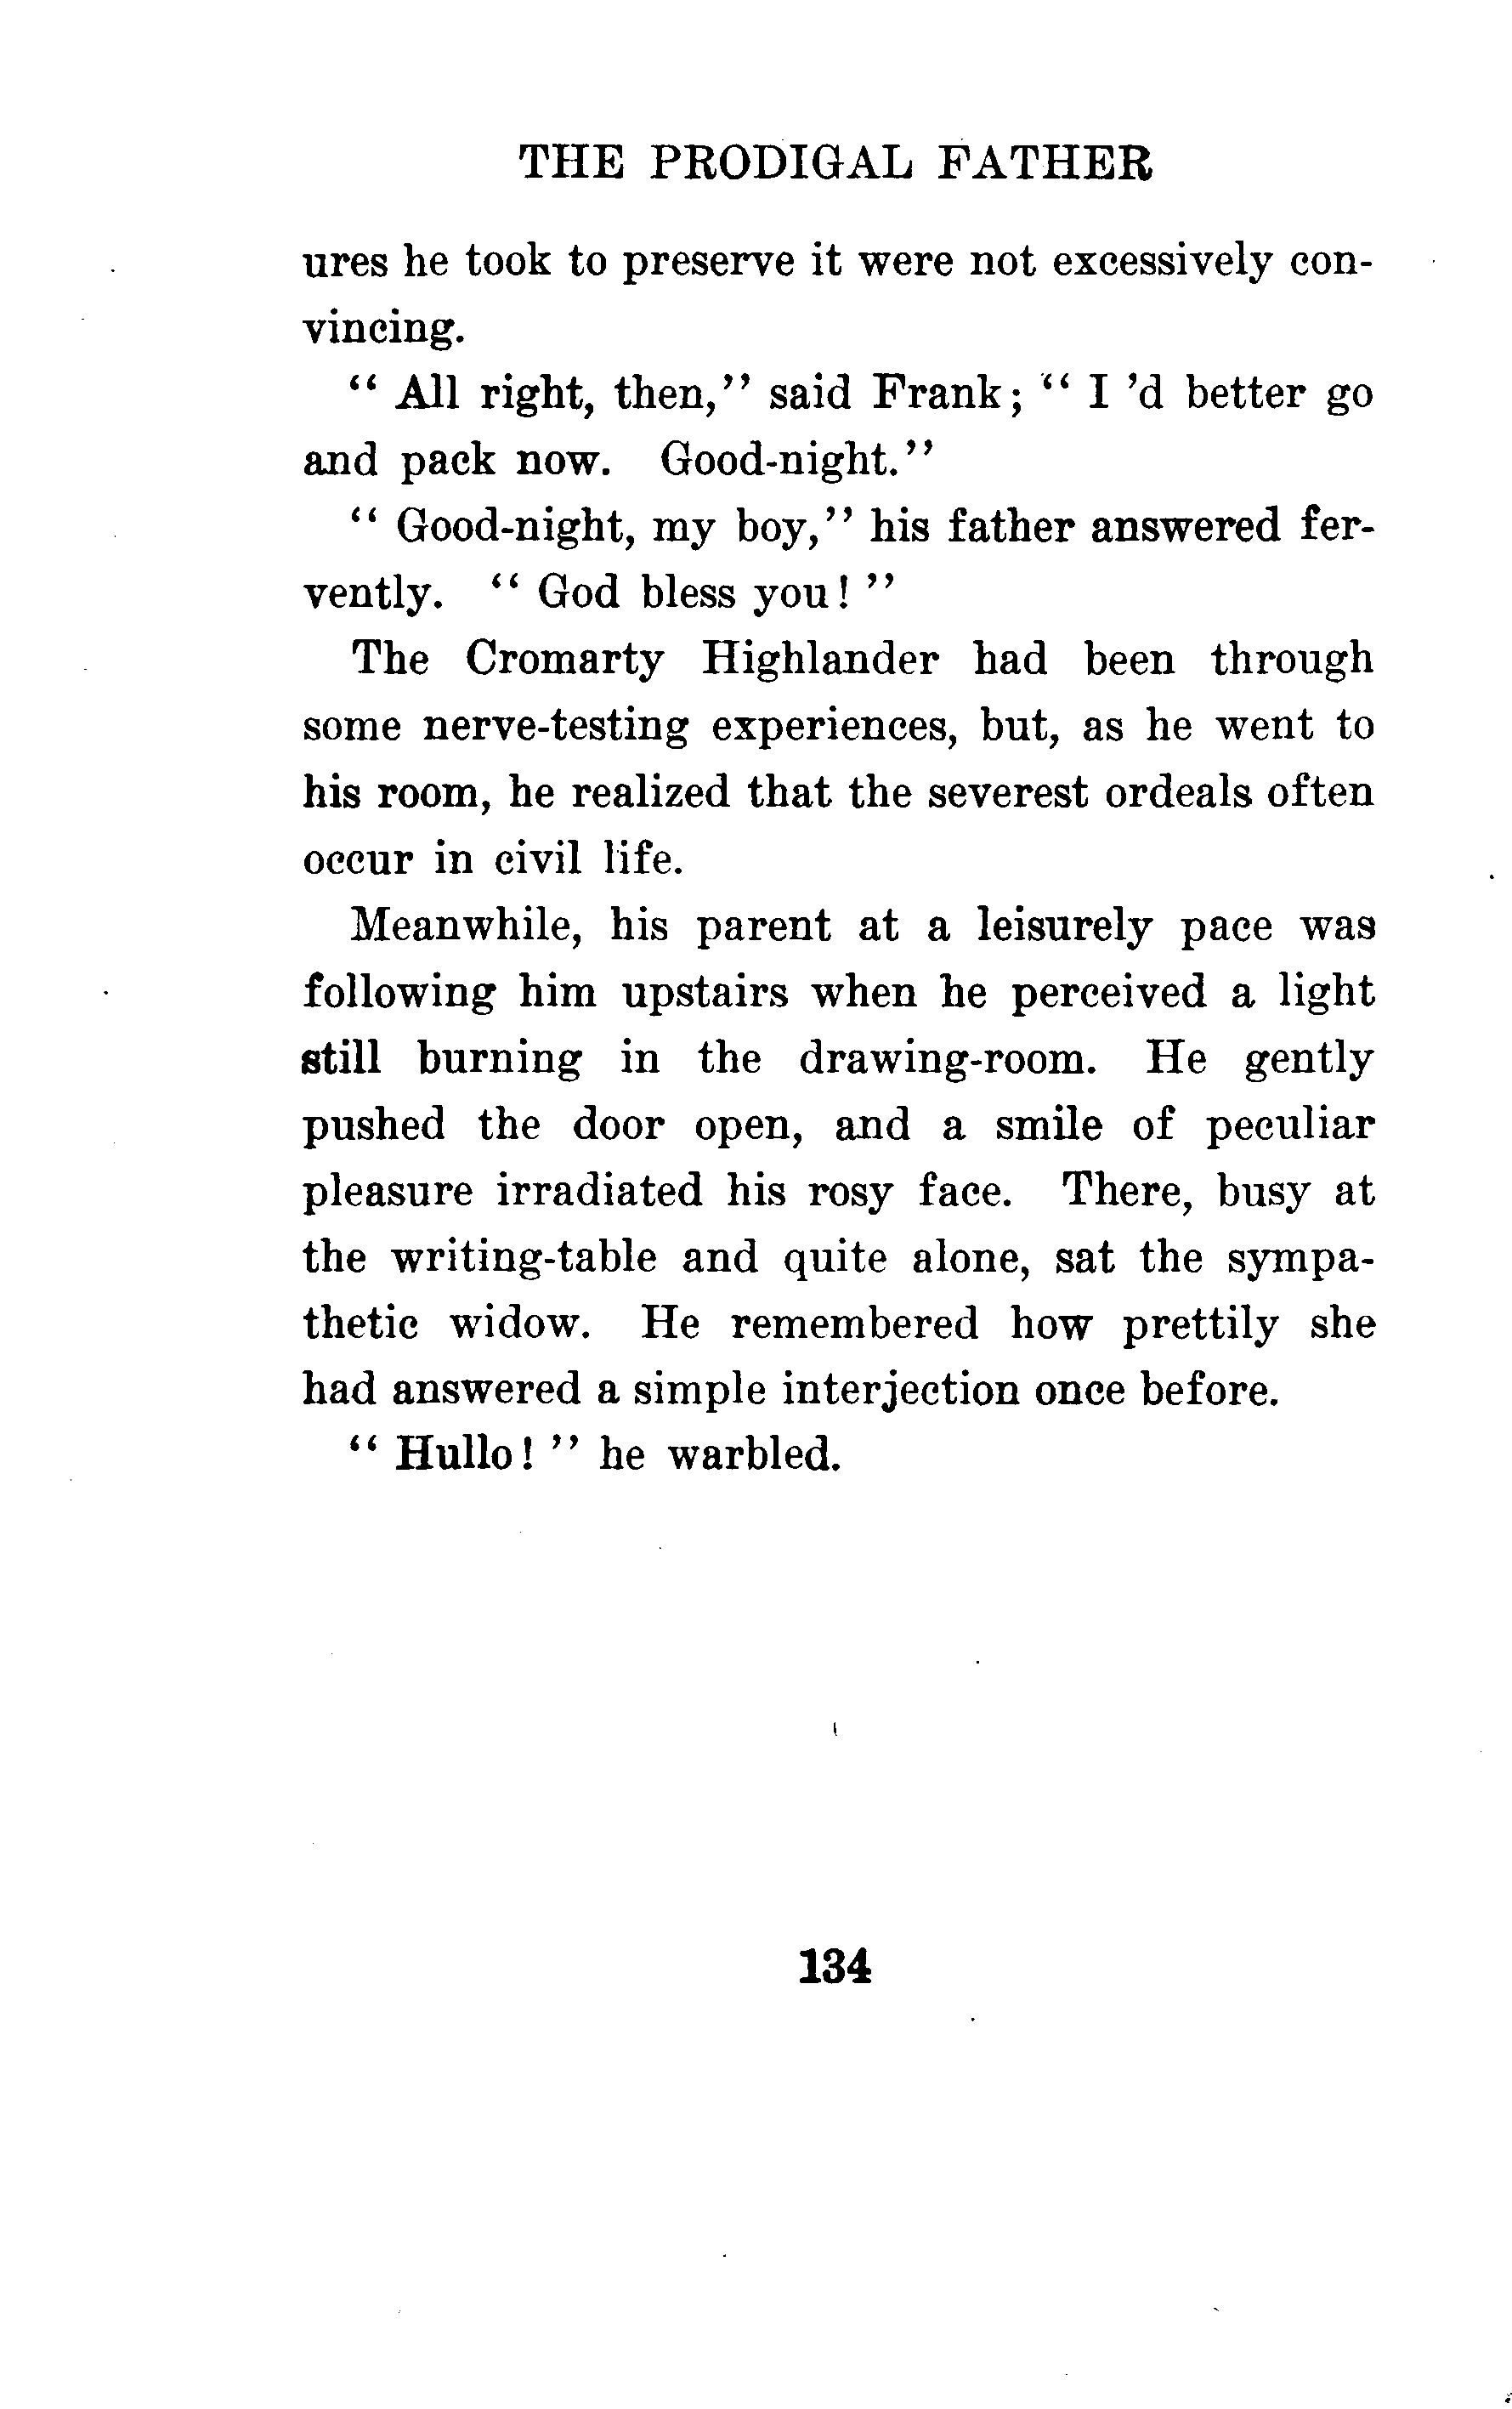 THE PRODIGAL FATHER
ures he took to preserve it were not excessively con-
vincing.
“ All right, then,” said Frank; “ I 'd better go
and pack now. Good-night.”
“ Good-night, my boy,” his father answered fer-
vently. “ God bless you! ”
The Cromarty Highlander had been through
some nerve-testing experiences, but, as he went to
his room, he realized that the severest ordeals often
occur in civil life.
Meanwhile, his parent at a leisurely pace was
following him upstairs when he perceived a light
still burning in the drawing-room. He gently
pushed the door open, and a smile of peculiar
pleasure irradiated his rosy face. There, busy at
the writing-table and quite alone, sat the sympa-
thetic widow. He remembered how prettily she
had answered a simple interjection once before.
“ Hullo! ” he warbled.
134